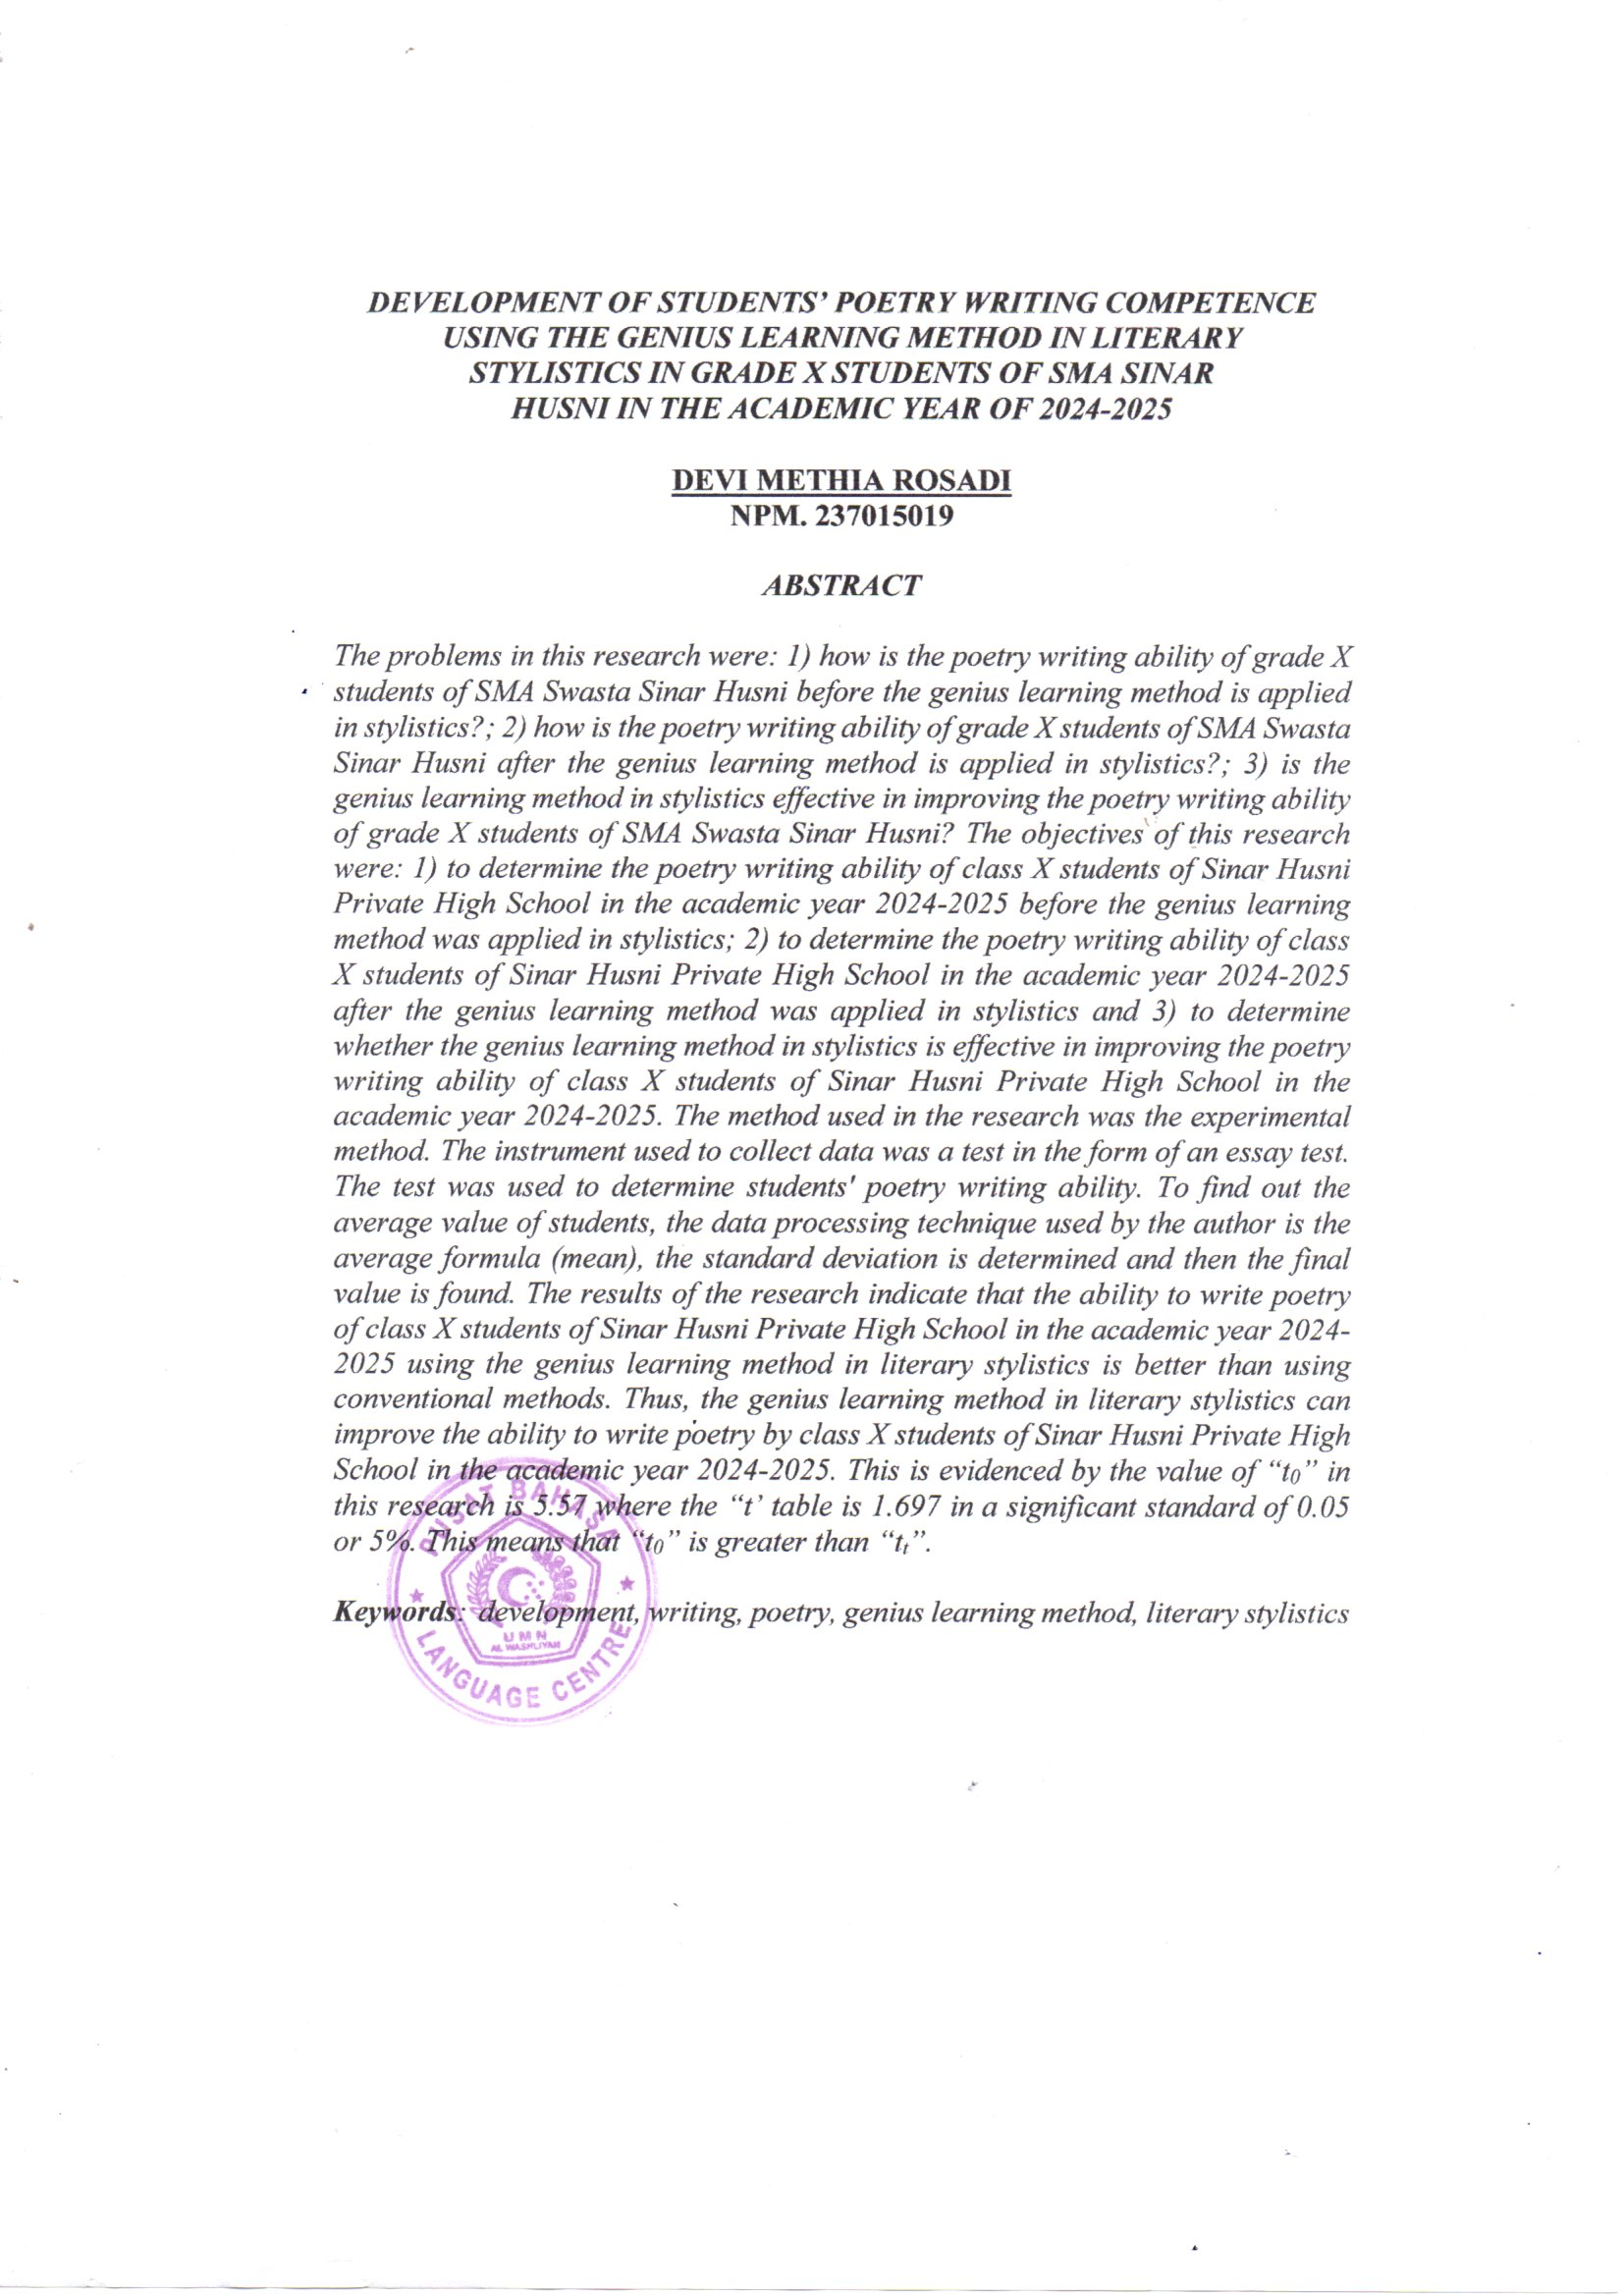 DEVELOPMENT OF STUDENTS’ POETRY WRITING COMPETENCE
USING THE GENIUS LEARNING METHOD IN LITERARY
STYLISTICS IN GRADE X STUDENTS OF SMA SINAR
HUSNI IN THE ACADEMIC YEAR OF 2024-2025
DEVI METHIA ROSADI
NPM. 237015019
ABSTRACT
The problems in this research were: 1) how is the poetry writing ability of grade X
students of SMA Swasta Sinar Husni before the genius learning method is applied
in stylistics?; 2) how is the poetry writing ability of grade X students of SMA Swasta
Sinar Husni after the genius learning method is applied in stylistics?; 3) is the
genius learning method in stylistics effective in improving the poetry writing ability
of grade X students of SMA Swasta Sinar Husni? The objectives of this research
were: 1) to determine the poetry writing ability of class X students of Sinar Husni
Private High School in the academic year 2024-2025 before the genius learning
method was applied in stylistics; 2) to determine the poetry writing ability of class
X students of Sinar Husni Private High School in the academic year 2024-2025
after the genius learning method was applied in stylistics and 3) to determine
whether the genius learning method in stylistics is effective in improving the poetry
writing ability of class X students of Sinar Husni Private High School in the
academic year 2024-2025. The method used in the research was the experimental
method. The instrument used to collect data was a test in the form of an essay test.
The test was used to determine students' poetry writing ability. To find out the
average value of students, the data processing technique used by the author is the
average formula (mean), the standard deviation is determined and then the final
value is found. The results of the research indicate that the ability to write poetry
of class X students of Sinar Husni Private High School in the academic year 2024-
2025 using the genius learning method in literary stylistics is better than using
conventional methods. Thus, the genius learning method in literary stylistics can
improve the ability to write poetry by class X students of Sinar Husni Private High
School in the academic year 2024-2025. This is evidenced by the value of “t0” in
this research is 5.57 where the “t’ table is 1.697 in a significant standard of 0.05
or 5%. This means that “t0” is greater than “tt”.
Keywords: development, writing, poetry, genius learning method, literary stylistics
PUSAT BAHASA
UMN
AL WASHLIYAH
LANGUAGE CENTRE